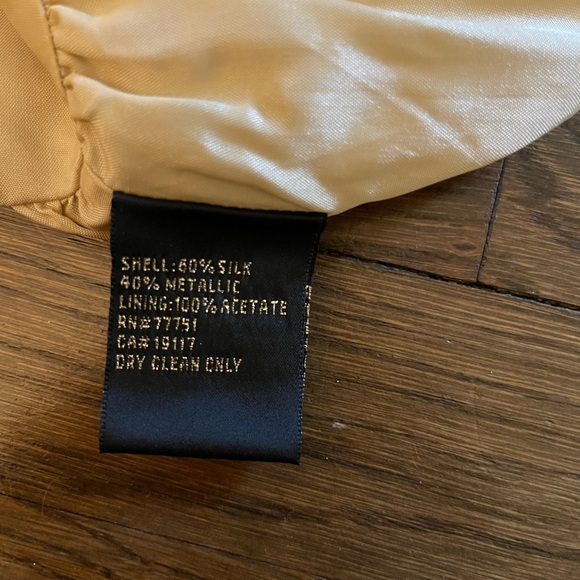 SHELL:60% SILK
40% METALLIC
LINING:100% ACETATE
RN# 77751
CA# 19117
DRY CLEAN ONLY